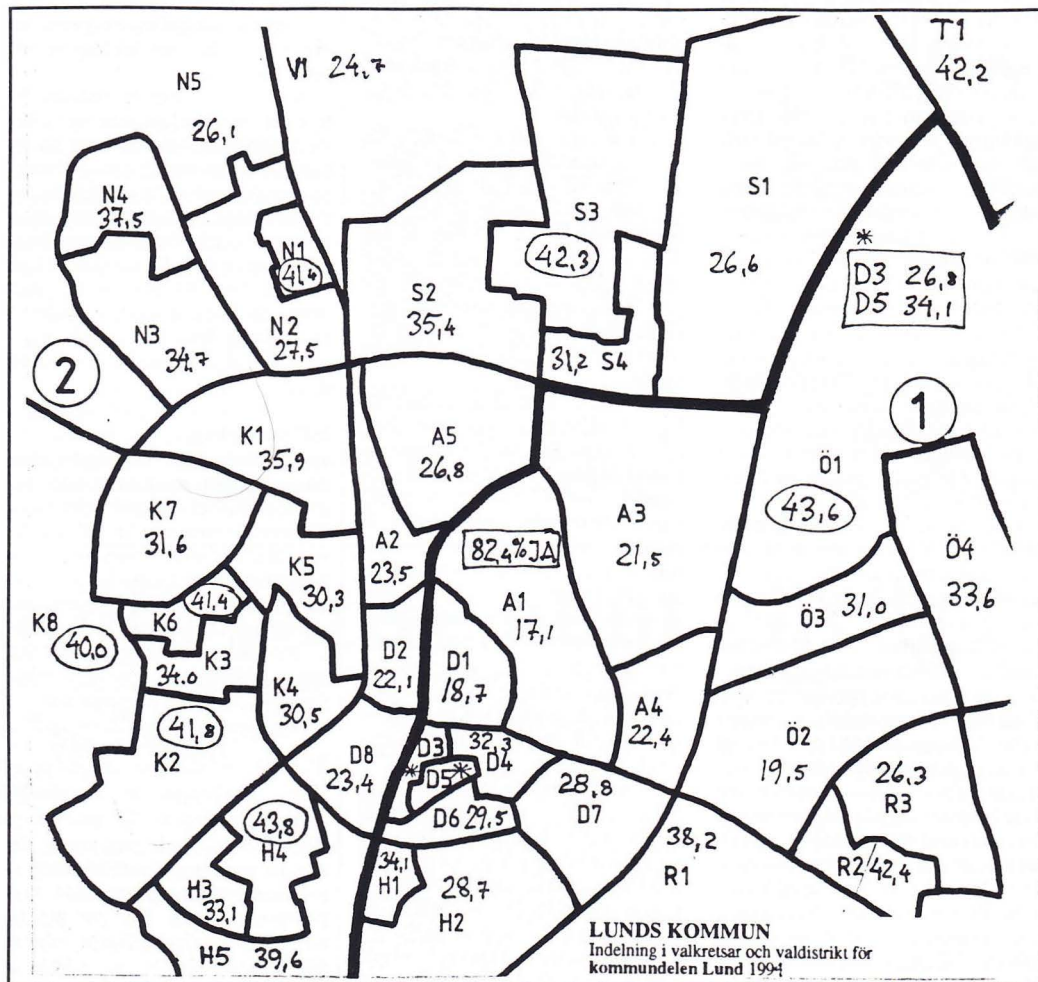 T1
42,2
V1 24,7
N5
26,1
N4
37,5
N1
41,4
S3
42,3
S1
26,6
*
D3 26,8
D5 34,1
S2
35,4
N3
34,7
N2
27,5
31,2 S4
2
1
K1
35,9
A5
26,8
Ö1
43,6
K7
31,6
A3
21,5
A2
23,5
82,4%JA
Ö4
33,6
K5
30,3
41,4
K6
A1
17,1
Ö3 31,0
K8
40,0
K3
34,0
D2
22,1
D1
18,7
K4
30,5
A4
22,4
41,8
K2
D8
23,4
D3
32,3
D4
* D5 *
Ö2
19,5
28,8
D7
26,3
R3
D6 29,5
43,8
H4
38,2
R1
34,1
H1
28,7
H2
R2 42,4
H3
33,1
H5 39,6
LUNDS KOMMUN
Indelning i valkretsar och valdistrikt för
kommundelen Lund 1994